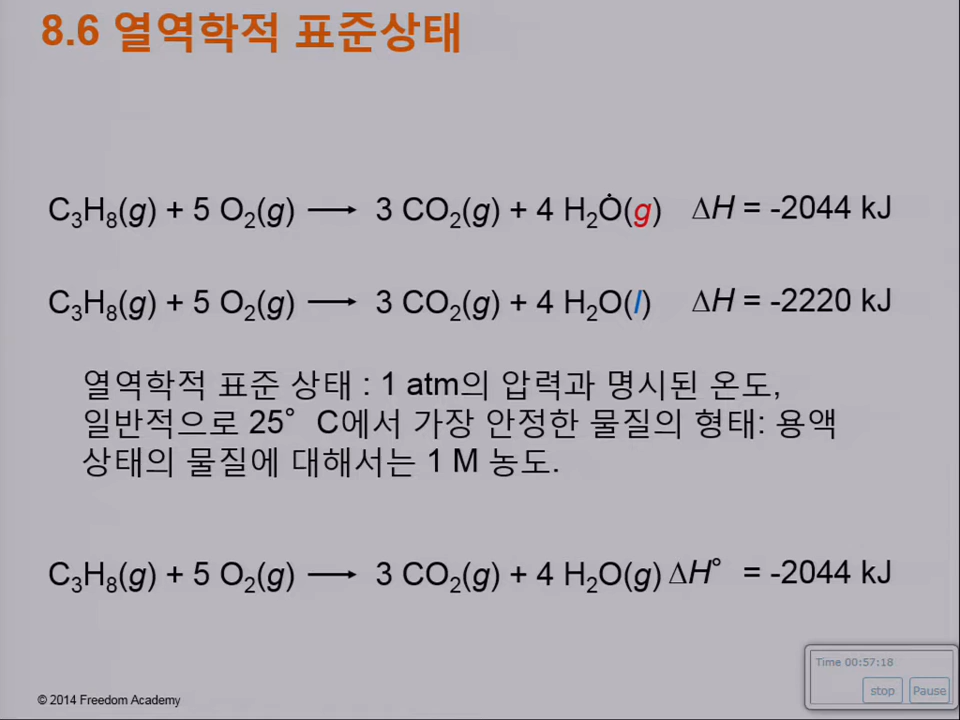 8.6 열역학적 표준상태
C₃H₈(g) + 5 O₂(g) ⟶ 3 CO₂(g) + 4 H₂O(g) ΔH = -2044 kJ
C₃H₈(g) + 5 O₂(g) ⟶ 3 CO₂(g) + 4 H₂O(l) ΔH = -2220 kJ
열역학적 표준 상태 : 1 atm의 압력과 명시된 온도,
일반적으로 25° C에서 가장 안정한 물질의 형태: 용액
상태의 물질에 대해서는 1 M 농도.
C₃H₈(g) + 5 O₂(g) ⟶ 3 CO₂(g) + 4 H₂O(g) ΔH° = -2044 kJ
Time 00:57:18
stop Pause
© 2014 Freedom Academy